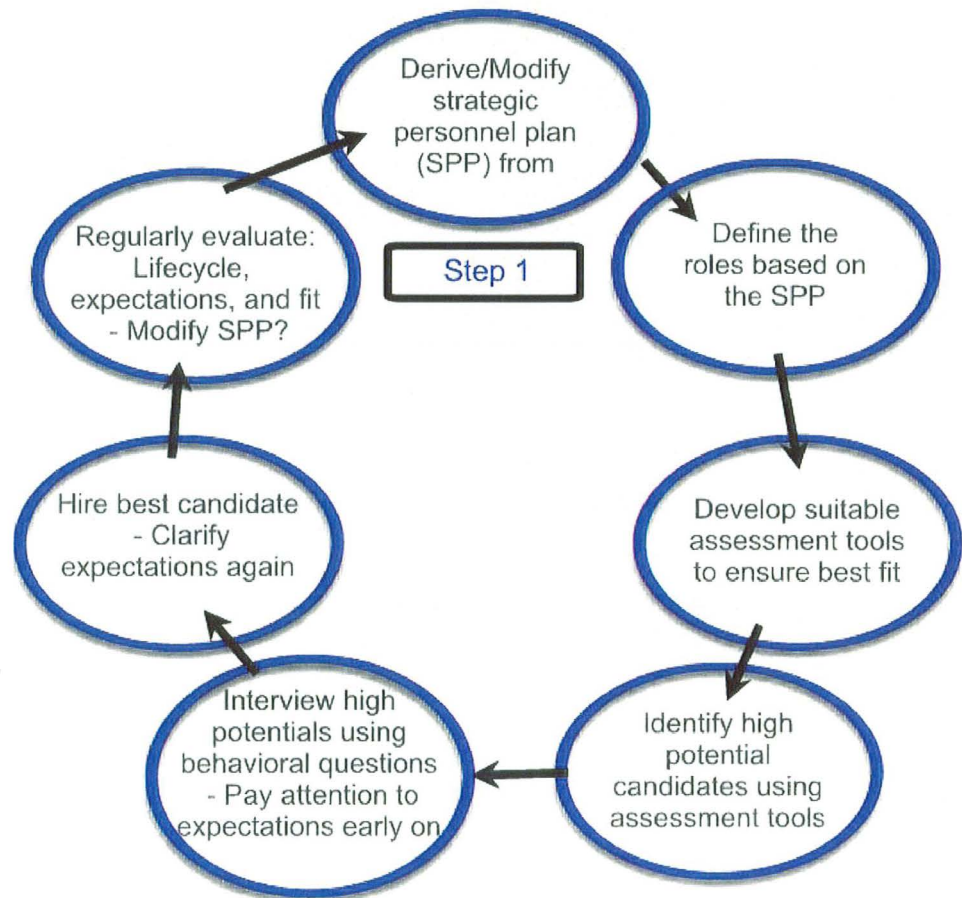 Derive/Modify
strategic
personnel plan
(SPP) from
Step 1
Define the
roles based on
the SPP
Develop suitable
assessment tools
to ensure best fit
Identify high
potential
candidates using
assessment tools
Interview high
potentials using
behavioral questions
- Pay attention to
expectations early on
Hire best candidate
- Clarify
expectations again
Regularly evaluate:
Lifecycle,
expectations, and fit
- Modify SPP?